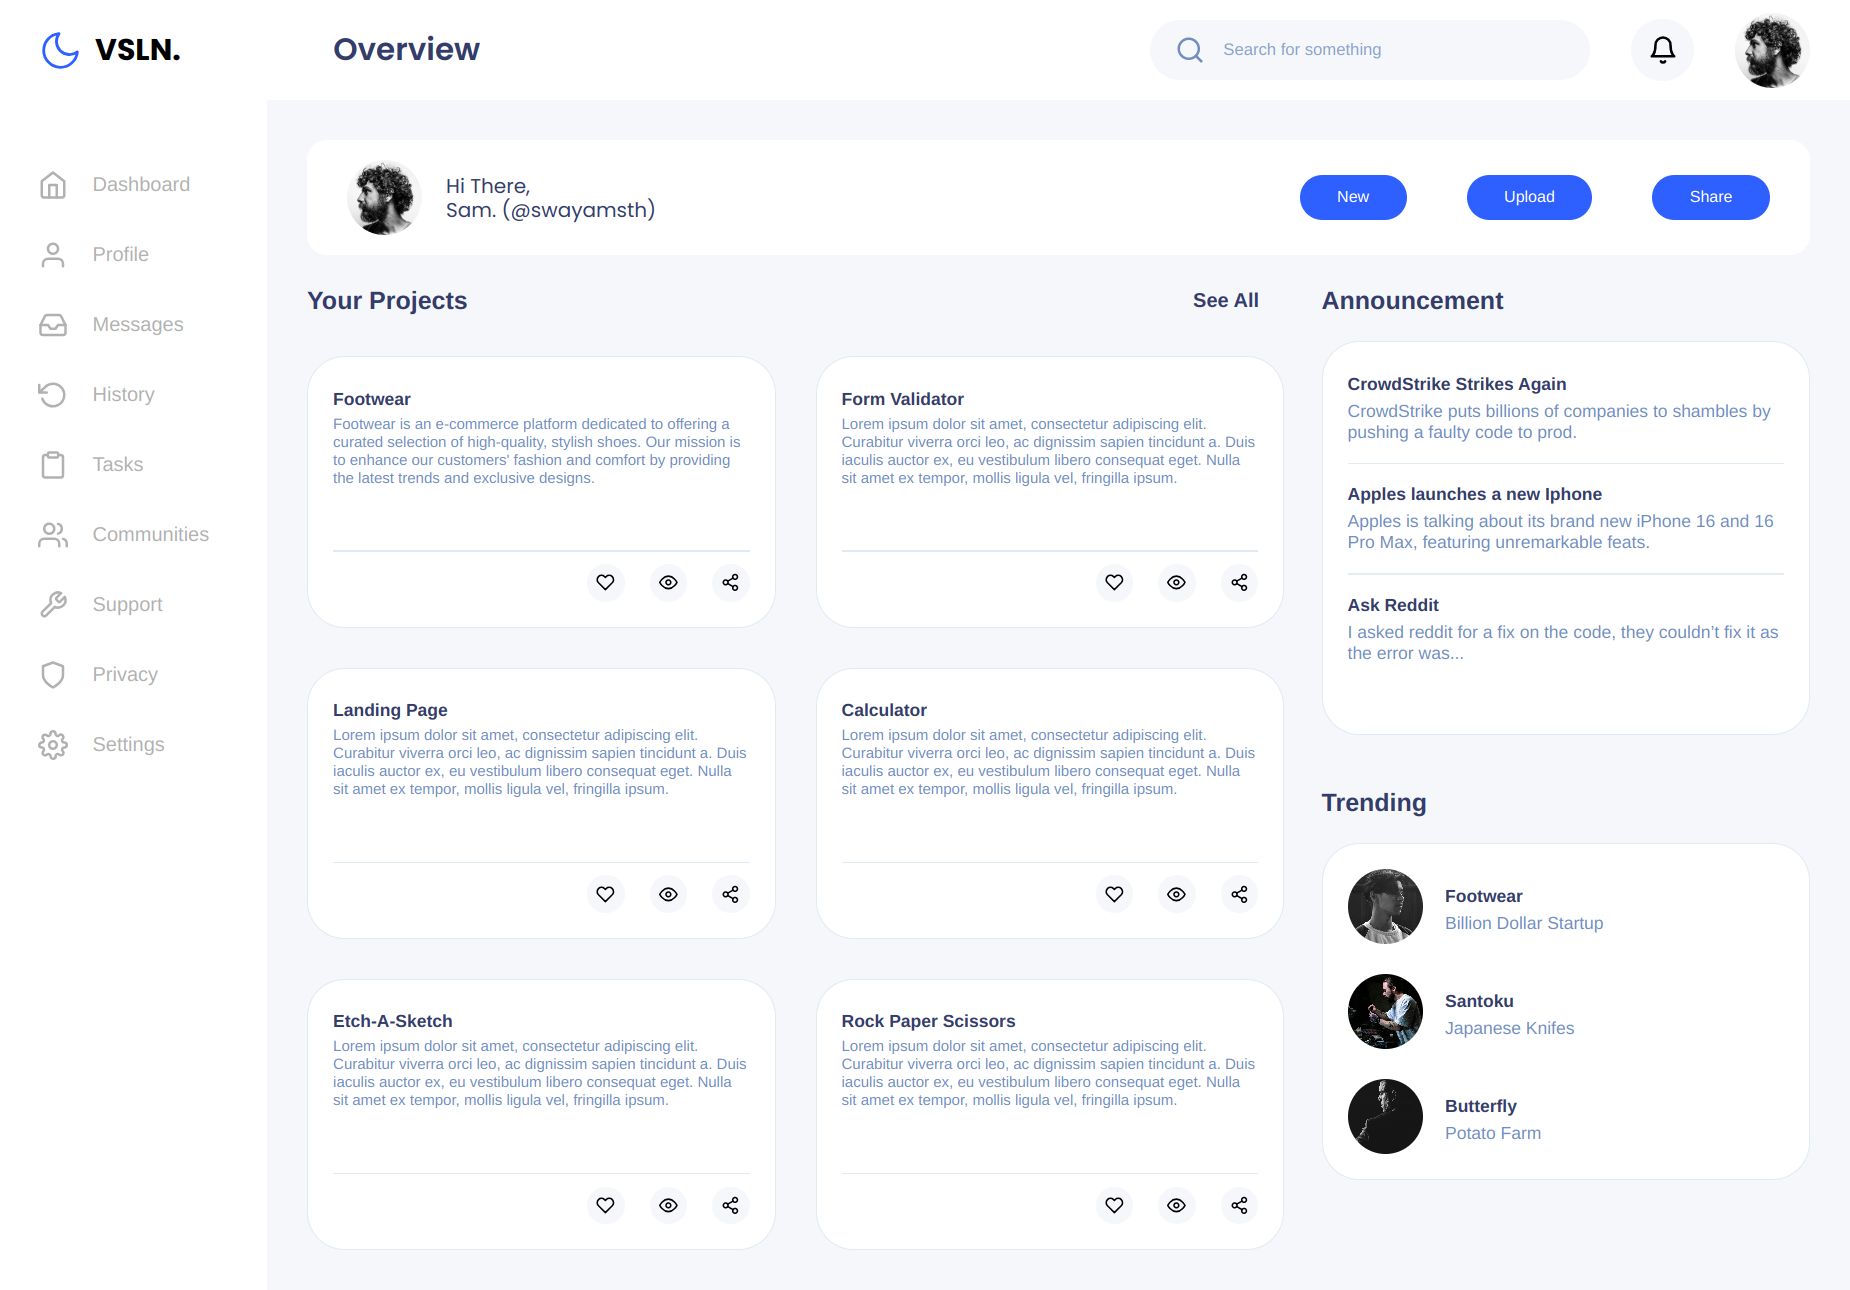 VSLN.
Overview
Search for something
Dashboard
Profile
Messages
History
Tasks
Communities
Support
Privacy
Settings
Hi There,
Sam. (@swayamsth)
New
Upload
Share
Your Projects
See All
Footwear
Footwear is an e-commerce platform dedicated to offering a
curated selection of high-quality, stylish shoes. Our mission is
to enhance our customers' fashion and comfort by providing
the latest trends and exclusive designs.
Form Validator
Lorem ipsum dolor sit amet, consectetur adipiscing elit.
Curabitur viverra orci leo, ac dignissim sapien tincidunt a. Duis
iaculis auctor ex, eu vestibulum libero consequat eget. Nulla
sit amet ex tempor, mollis ligula vel, fringilla ipsum.
Landing Page
Lorem ipsum dolor sit amet, consectetur adipiscing elit.
Curabitur viverra orci leo, ac dignissim sapien tincidunt a. Duis
iaculis auctor ex, eu vestibulum libero consequat eget. Nulla
sit amet ex tempor, mollis ligula vel, fringilla ipsum.
Calculator
Lorem ipsum dolor sit amet, consectetur adipiscing elit.
Curabitur viverra orci leo, ac dignissim sapien tincidunt a. Duis
iaculis auctor ex, eu vestibulum libero consequat eget. Nulla
sit amet ex tempor, mollis ligula vel, fringilla ipsum.
Etch-A-Sketch
Lorem ipsum dolor sit amet, consectetur adipiscing elit.
Curabitur viverra orci leo, ac dignissim sapien tincidunt a. Duis
iaculis auctor ex, eu vestibulum libero consequat eget. Nulla
sit amet ex tempor, mollis ligula vel, fringilla ipsum.
Rock Paper Scissors
Lorem ipsum dolor sit amet, consectetur adipiscing elit.
Curabitur viverra orci leo, ac dignissim sapien tincidunt a. Duis
iaculis auctor ex, eu vestibulum libero consequat eget. Nulla
sit amet ex tempor, mollis ligula vel, fringilla ipsum.
Announcement
CrowdStrike Strikes Again
CrowdStrike puts billions of companies to shambles by
pushing a faulty code to prod.
Apples launches a new Iphone
Apples is talking about its brand new iPhone 16 and 16
Pro Max, featuring unremarkable feats.
Ask Reddit
I asked reddit for a fix on the code, they couldn’t fix it as
the error was...
Trending
Footwear
Billion Dollar Startup
Santoku
Japanese Knifes
Butterfly
Potato Farm